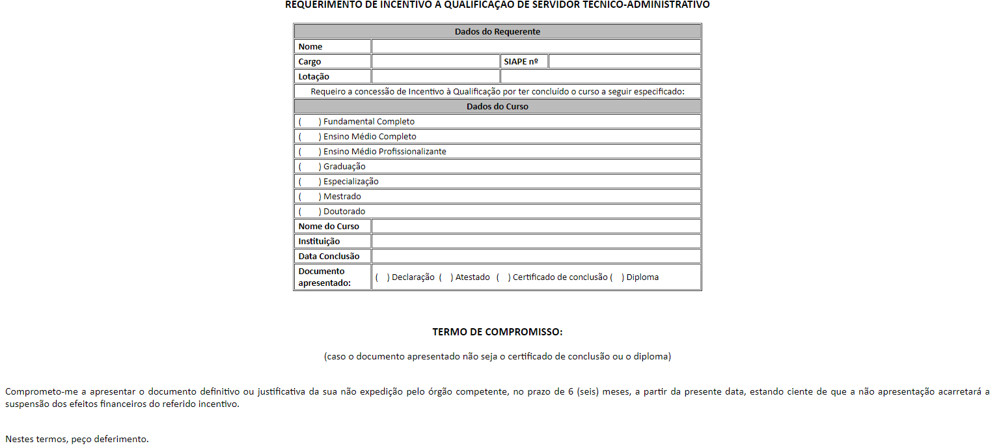 REQUERIMENTO DE INCENTIVO À QUALIFICAÇÃO DE SERVIDOR TÉCNICO-ADMINISTRATIVO
Dados do Requerente
Nome
Cargo SIAPE nº
Lotação
Requeiro a concessão de Incentivo à Qualificação por ter concluído o curso a seguir especificado:
Dados do Curso
( ) Fundamental Completo
( ) Ensino Médio Completo
( ) Ensino Médio Profissionalizante
( ) Graduação
( ) Especialização
( ) Mestrado
( ) Doutorado
Nome do Curso
Instituição
Data Conclusão
Documento
apresentado:
( ) Declaração ( ) Atestado ( ) Certificado de conclusão ( ) Diploma
TERMO DE COMPROMISSO:
(caso o documento apresentado não seja o certificado de conclusão ou o diploma)
Comprometo-me a apresentar o documento definitivo ou justificativa da sua não expedição pelo órgão competente, no prazo de 6 (seis) meses, a partir da presente data, estando ciente de que a não apresentação acarretará a
suspensão dos efeitos financeiros do referido incentivo.
Nestes termos, peço deferimento.